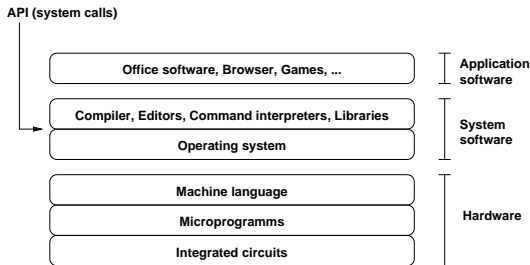 API (system calls)
Office software, Browser, Games, ...
Application
software
Compiler, Editors, Command interpreters, Libraries
Operating system
System
software
Machine language
Microprogramms
Integrated circuits
Hardware